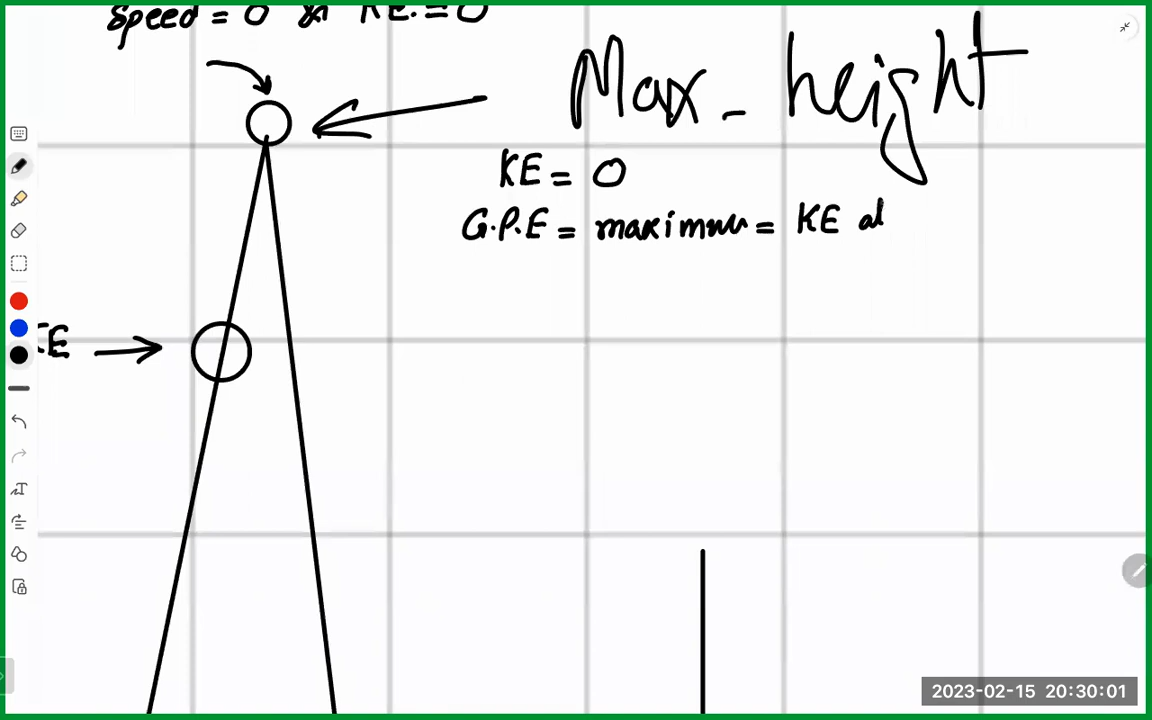 Speed = 0 KE. = 0
Max. height
KE = 0
G.P.E = maximum = KE at
E
2023-02-15 20:30:01